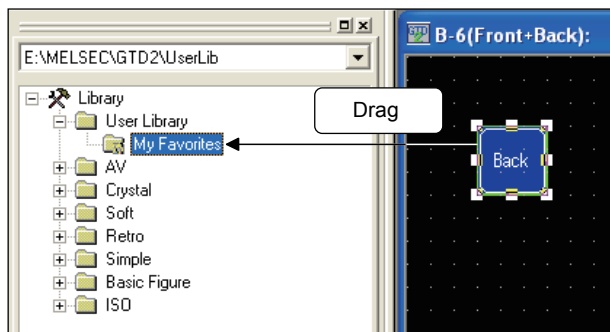 E:\MELSEC\GTD2\UserLib
Library
User Library
My Favorites
AV
Crystal
Soft
Retro
Simple
Basic Figure
ISO
Drag
B-6(Front+Back):
Back